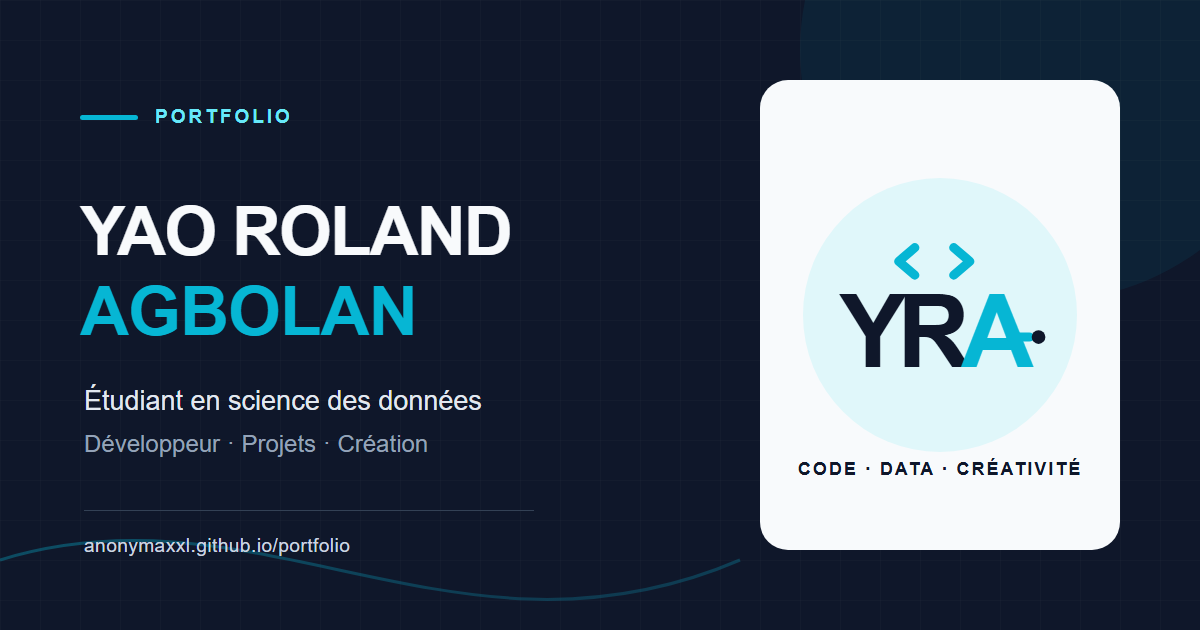 PORTFOLIO
YAO ROLAND
AGBOLAN
Étudiant en science des données
Développeur · Projets · Création
anonymaxxl.github.io/portfolio
< >
YRA
CODE · DATA · CRÉATIVITÉ